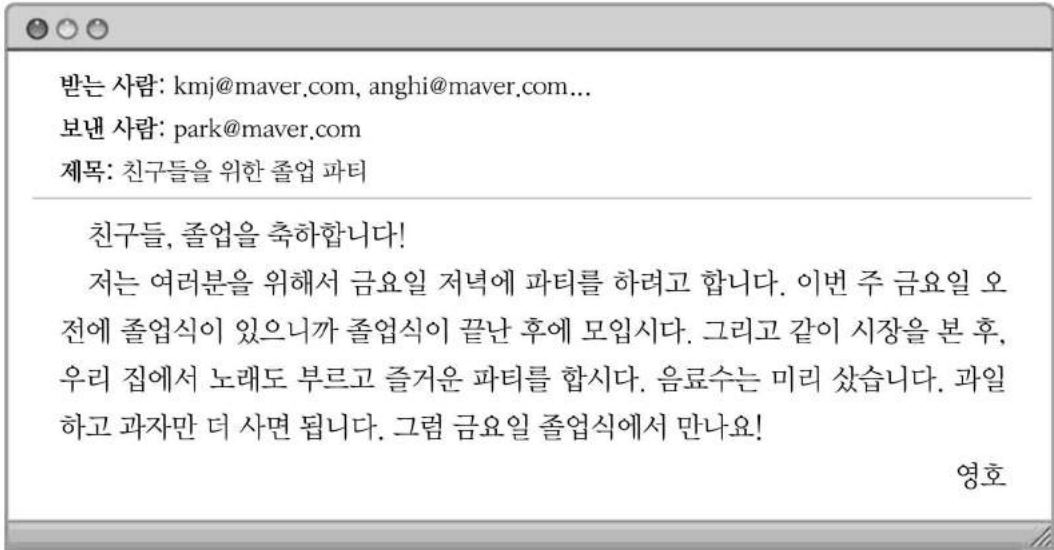 받는 사람: kmj@maver.com, anghi@maver.com...
보낸 사람: park@maver.com
제목: 친구들을 위한 졸업 파티
친구들, 졸업을 축하합니다!
저는 여러분을 위해서 금요일 저녁에 파티를 하려고 합니다. 이번 주 금요일 오
전에 졸업식이 있으니까 졸업식이 끝난 후에 모입시다. 그리고 같이 시장을 본 후,
우리 집에서 노래도 부르고 즐거운 파티를 합시다. 음료수는 미리 샀습니다. 과일
하고 과자만 더 사면 됩니다. 그럼 금요일 졸업식에서 만나요!
영호